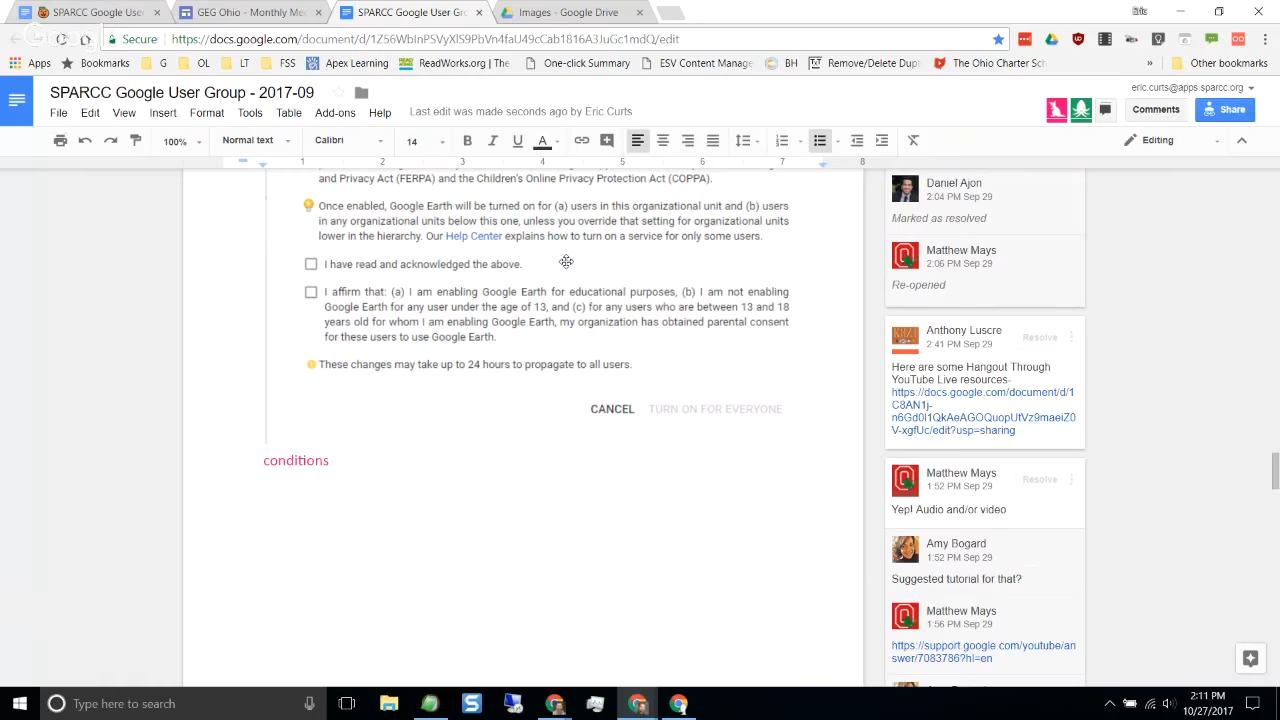 SPARCC Google Use
GEG Ohio - Monthly Me
SPARCC Google User Gr
Images - Google Drive
Secure
https://docs.google.com/document/d/1Z56WbInPSVyXlS9PbVn4faU49cCab1816A3JuGc1mdQ/edit
Apps
Bookmarks
G
OL
LT
FSS
Apex Learning
READ
ReadWorks.org | The
One-click Summary
ESV Content Manage
BH
Remove/Delete Dupl
The Ohio Charter Sch
»
Other bookmarks
SPARCC Google User Group - 2017-09
eric.curts@apps.sparcc.org
File Edit View Insert Format Tools Table Add-ons Help
Last edit was made seconds ago by Eric Curts
Comments
Share
100%
Normal text
Calibri
14
B I U A
Editing
1 2 3 4 5 6 7 8
and Privacy Act (FERPA) and the Children's Online Privacy Protection Act (COPPA).
Once enabled, Google Earth will be turned on for (a) users in this organizational unit and (b) users
in any organizational units below this one, unless you override that setting for organizational units
lower in the hierarchy. Our Help Center explains how to turn on a service for only some users.
I have read and acknowledged the above.
I affirm that: (a) I am enabling Google Earth for educational purposes, (b) I am not enabling
Google Earth for any user under the age of 13, and (c) for any users who are between 13 and 18
years old for whom I am enabling Google Earth, my organization has obtained parental consent
for these users to use Google Earth.
These changes may take up to 24 hours to propagate to all users.
CANCEL TURN ON FOR EVERYONE
conditions
Daniel Ajon
2:04 PM Sep 29
Marked as resolved
Matthew Mays
2:06 PM Sep 29
Re-opened
Anthony Luscre
2:41 PM Sep 29
Resolve
Here are some Hangout Through
YouTube Live resources-
https://docs.google.com/document/d/1
C8AN1j-
n6Gd0l1QkAeAGOQuopUtVz9maeiZ0
V-xgfUc/edit?usp=sharing
Matthew Mays
1:52 PM Sep 29
Resolve
Yep! Audio and/or video
Amy Bogard
1:52 PM Sep 29
Suggested tutorial for that?
Matthew Mays
1:56 PM Sep 29
https://support.google.com/youtube/an
swer/7083786?hl=en
Type here to search
2:11 PM
10/27/2017